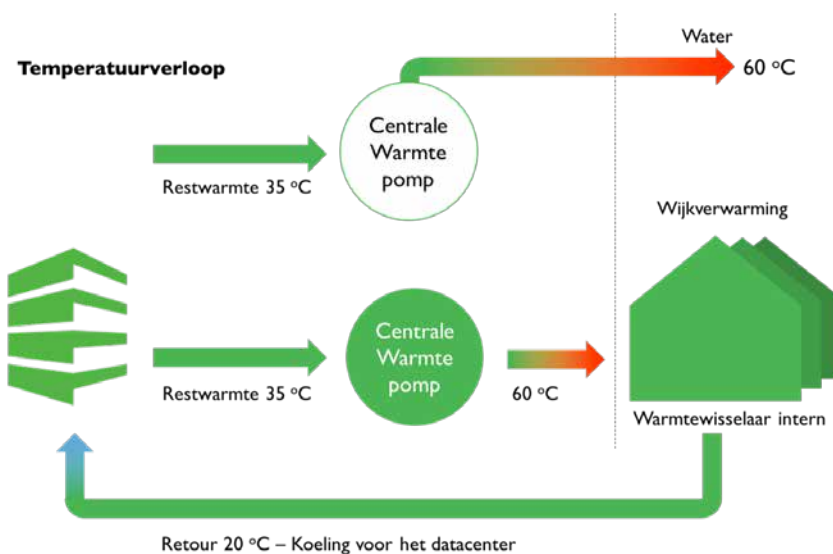 Temperatuurverloop
Water
60 °C
Centrale
Warmte
pomp
Restwarmte 35 °C
Wijkverwarming
Centrale
Warmte
pomp
Restwarmte 35 °C
60 °C
Warmtewisselaar intern
Retour 20 °C – Koeling voor het datacenter